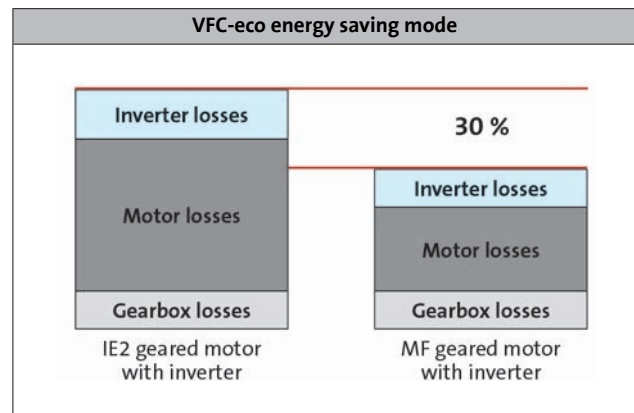 VFC-eco energy saving mode
Inverter losses
30 %
Inverter losses
Motor losses
Motor losses
Gearbox losses
Gearbox losses
IE2 geared motor
with inverter
MF geared motor
with inverter